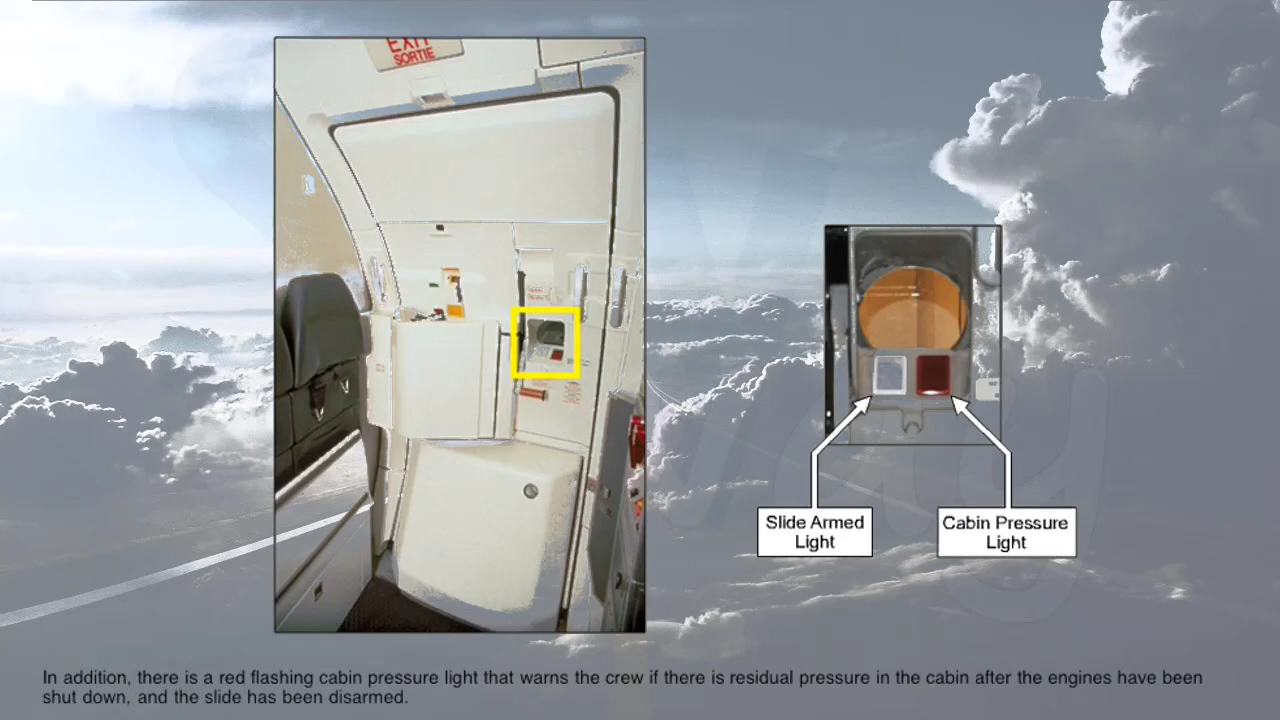 EXIT
SORTIE
Slide Armed
Light
Cabin Pressure
Light
In addition, there is a red flashing cabin pressure light that warns the crew if there is residual pressure in the cabin after the engines have been
shut down, and the slide has been disarmed.